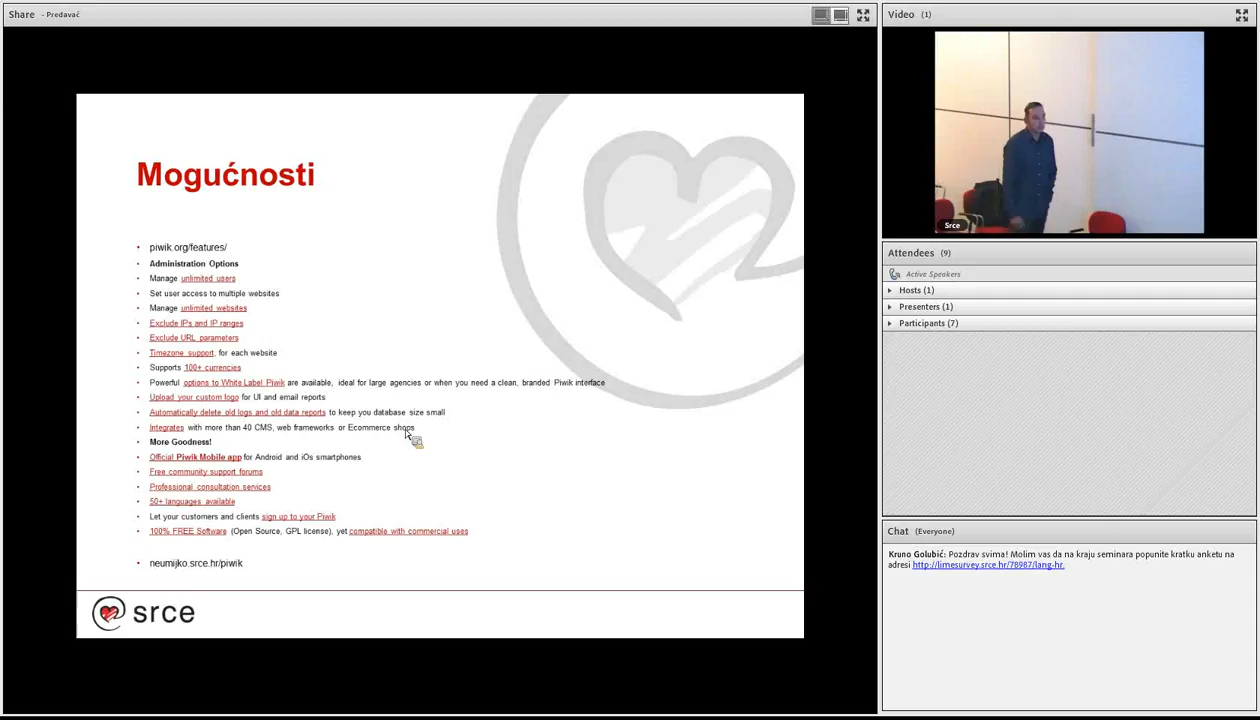 Share - Predavač
Mogućnosti
• piwik.org/features/
• Administration Options
• Manage unlimited users
• Set user access to multiple websites
• Manage unlimited websites
• Exclude IPs and IP ranges
• Exclude URL parameters
• Timezone support, for each website
• Supports 100+ currencies
• Powerful options to White Label Piwik are available, ideal for large agencies or when you need a clean, branded Piwik interface
• Upload your custom logo for UI and email reports
• Automatically delete old logs and old data reports to keep you database size small
• Integrates with more than 40 CMS, web frameworks or Ecommerce shops
• More Goodness!
• Official Piwik Mobile app for Android and iOs smartphones
• Free community support forums
• Professional consultation services
• 50+ languages available
• Let your customers and clients sign up to your Piwik
• 100% FREE Software (Open Source, GPL license), yet compatible with commercial uses
• neumijko.srce.hr/piwik
srce
Video (1)
Srce
Attendees (9)
Active Speakers
Hosts (1)
Presenters (1)
Participants (7)
Chat (Everyone)
Kruno Golubić: Pozdrav svima! Molim vas da na kraju seminara popunite kratku anketu na
adresi http://limesurvey.srce.hr/78987/lang-hr.